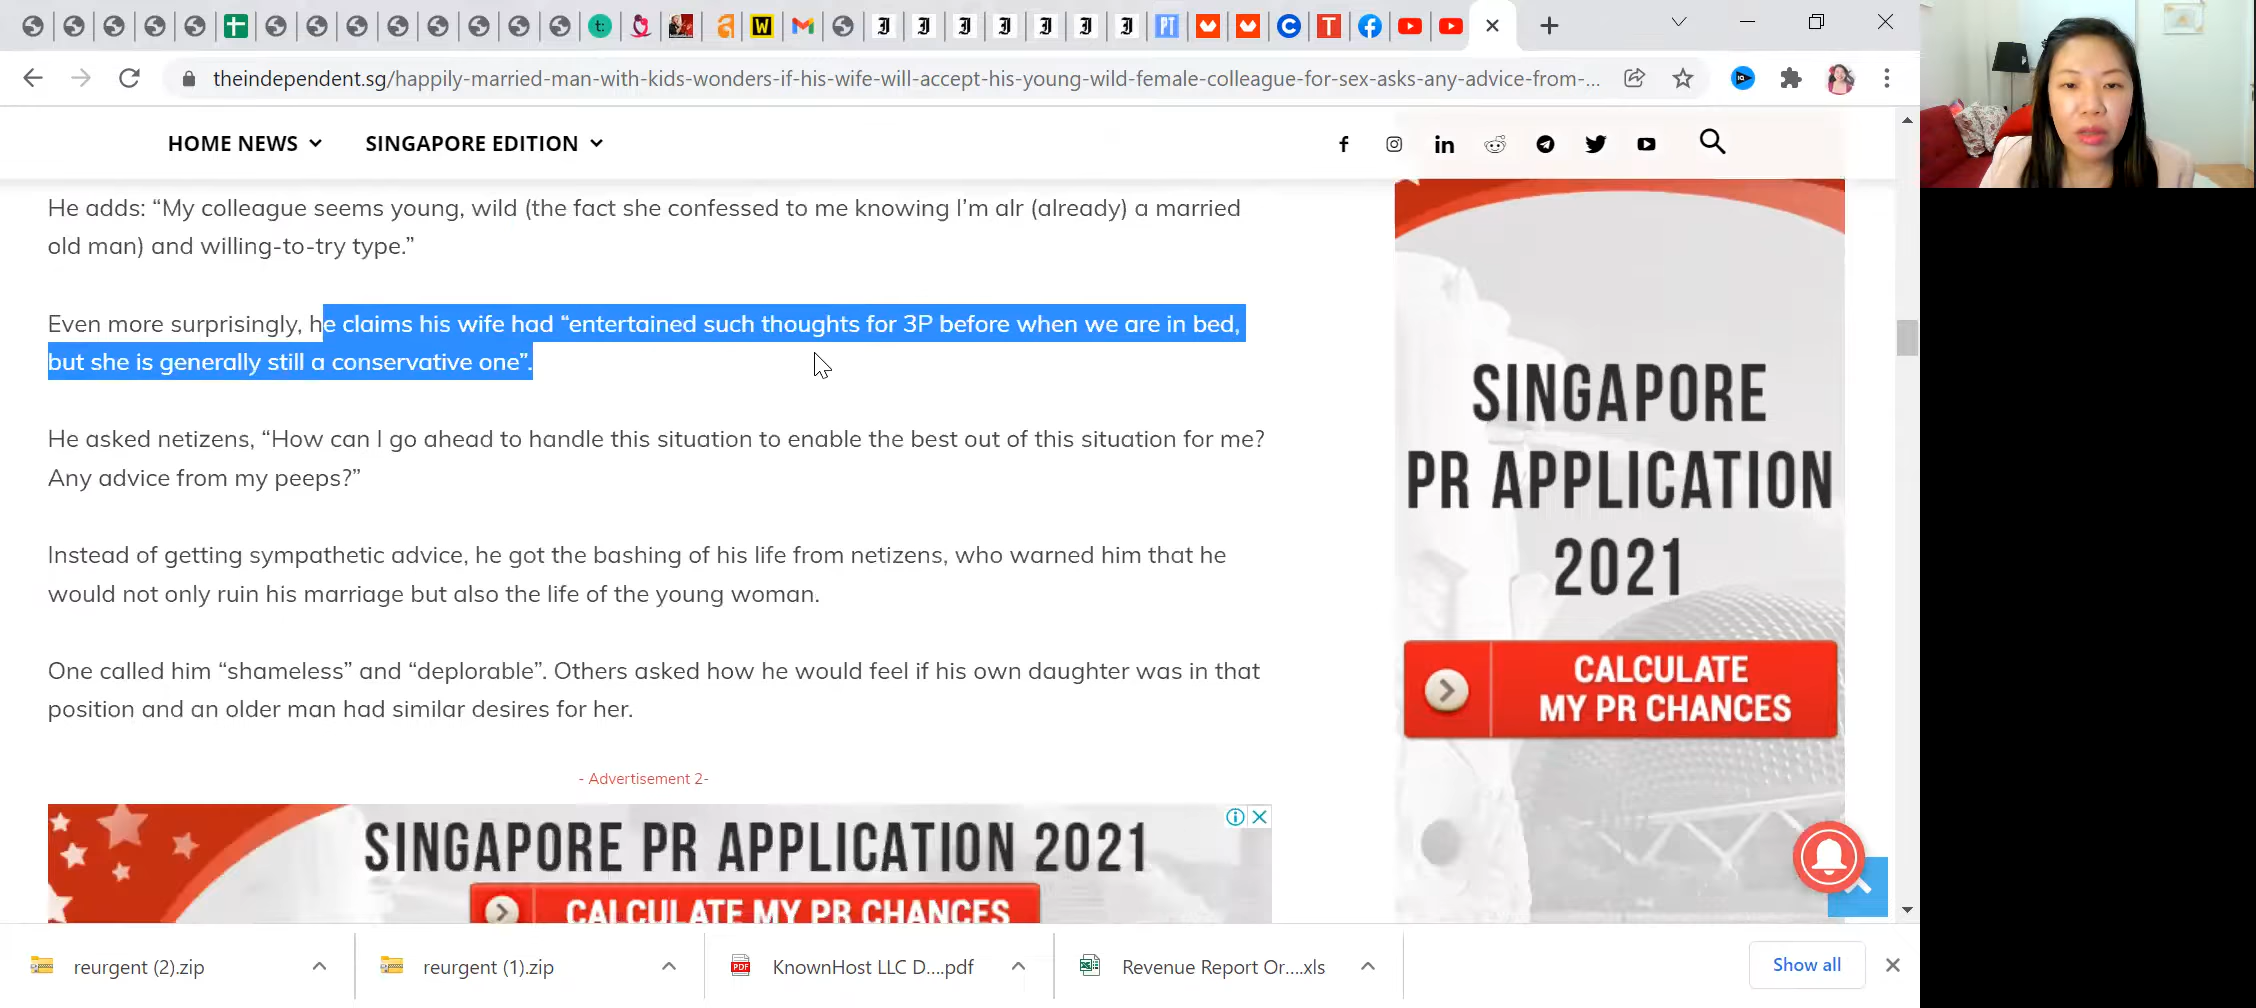 theindependent.sg/happily-married-man-with-kids-wonders-if-his-wife-will-accept-his-young-wild-female-colleague-for-sex-asks-any-advice-from-...
HOME NEWS
SINGAPORE EDITION
He adds: “My colleague seems young, wild (the fact she confessed to me knowing I’m alr (already) a married
old man) and willing-to-try type.”
Even more surprisingly, he claims his wife had “entertained such thoughts for 3P before when we are in bed,
but she is generally still a conservative one”.
He asked netizens, “How can I go ahead to handle this situation to enable the best out of this situation for me?
Any advice from my peeps?”
Instead of getting sympathetic advice, he got the bashing of his life from netizens, who warned him that he
would not only ruin his marriage but also the life of the young woman.
One called him “shameless” and “deplorable”. Others asked how he would feel if his own daughter was in that
position and an older man had similar desires for her.
- Advertisement 2-
SINGAPORE PR APPLICATION 2021
CALCULATE MY PR CHANCES
SINGAPORE
PR APPLICATION
2021
CALCULATE
MY PR CHANCES
reurgent (2).zip
reurgent (1).zip
PDF
KnownHost LLC D....pdf
Revenue Report Or....xls
Show all